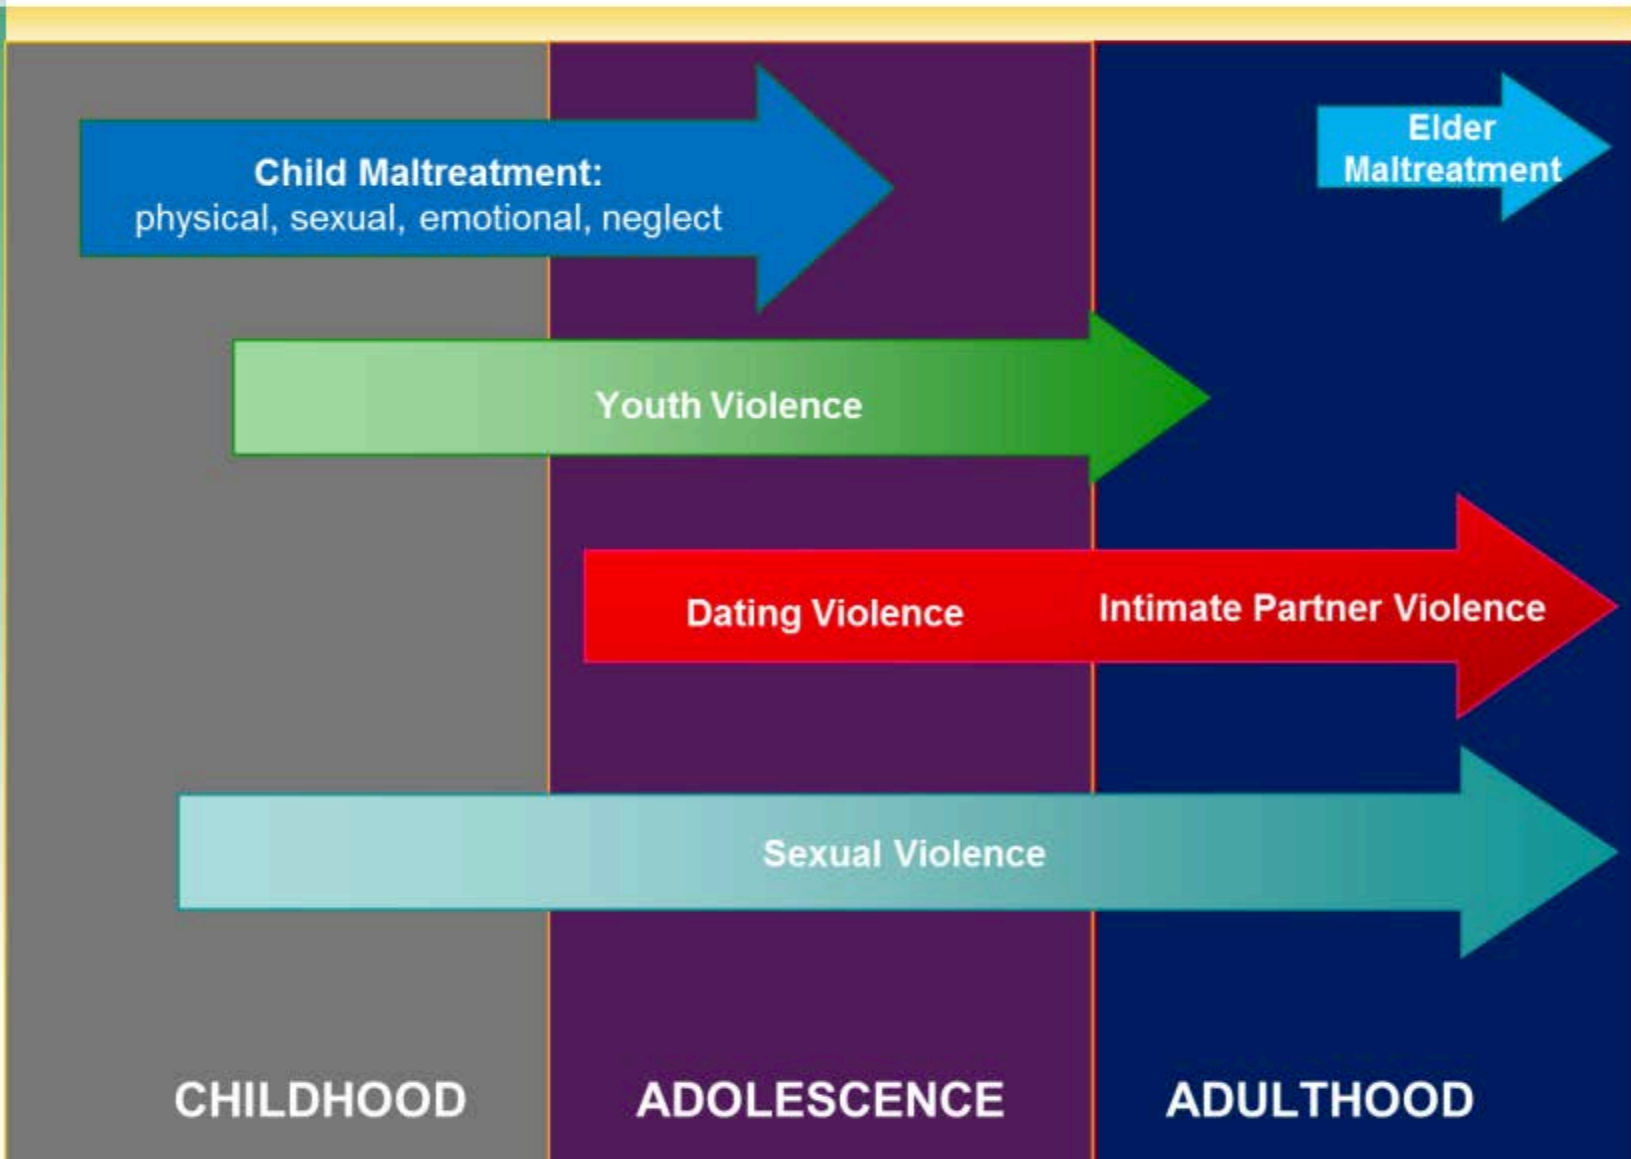 Child Maltreatment:
physical, sexual, emotional, neglect
Elder
Maltreatment
Youth Violence
Dating Violence
Intimate Partner Violence
Sexual Violence
CHILDHOOD
ADOLESCENCE
ADULTHOOD